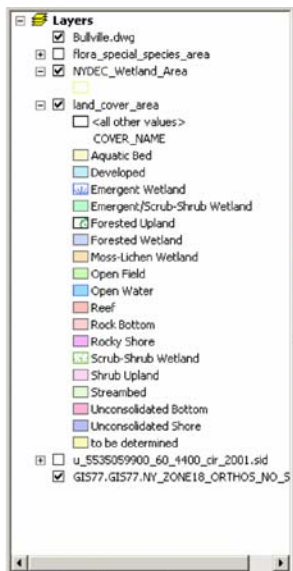 Layers
Bullville.dwg
flora_special_species_area
NYDEC_Wetland_Area
land_cover_area
<all other values>
COVER_NAME
Aquatic Bed
Developed
Emergent Wetland
Emergent/Scrub-Shrub Wetland
Forested Upland
Forested Wetland
Moss-Lichen Wetland
Open Field
Open Water
Reef
Rock Bottom
Rocky Shore
Scrub-Shrub Wetland
Shrub Upland
Streambed
Unconsolidated Bottom
Unconsolidated Shore
to be determined
u_5535059900_60_4400_cir_2001.sid
GIS77.GIS77.NY_ZONE18_ORTHOS_NO_S